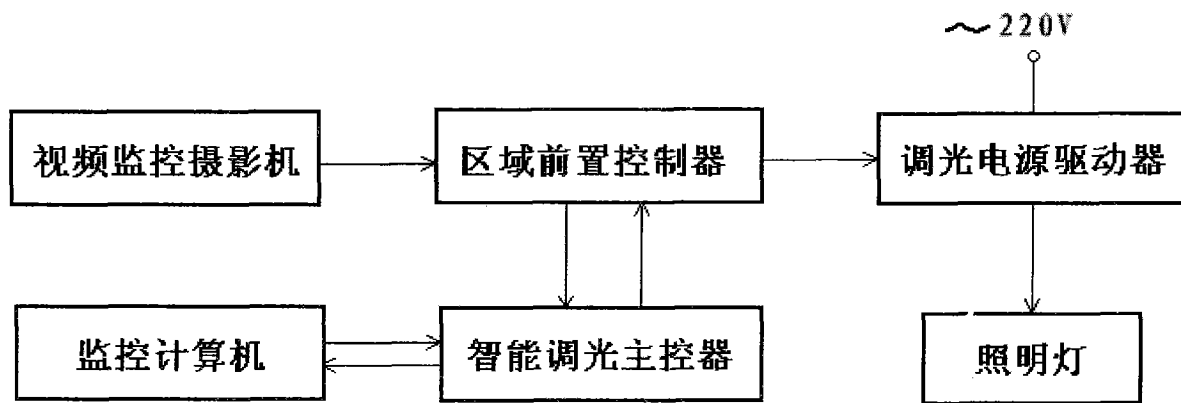 ～220V
视频监控摄影机
区域前置控制器
调光电源驱动器
监控计算机
智能调光主控器
照明灯